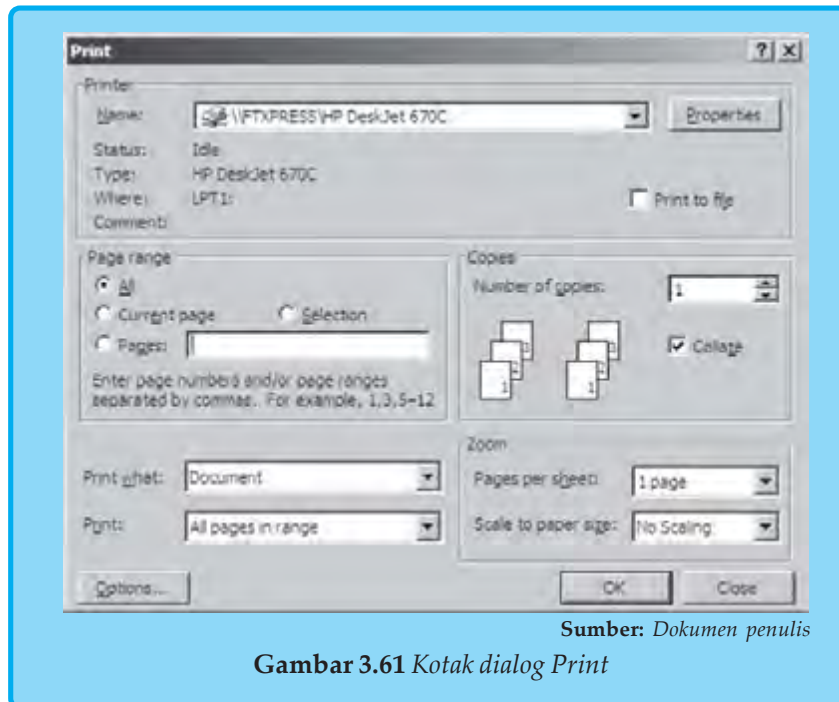 Print
Printer
Name: \\FTXPRESS\HP DeskJet 670C Properties
Status: Idle
Type: HP DeskJet 670C
Where: LPT1: Print to file
Comment:
Page range
All
Current page Selection
Pages:
Enter page numbers and/or page ranges
separated by commas. For example, 1,3,5-12
Copies
Number of copies: 1
Collate
1 1
Print what: Document
Print: All pages in range
Zoom
Pages per sheet: 1 page
Scale to paper size: No Scaling
Options... OK Close
Sumber: Dokumen penulis
Gambar 3.61 Kotak dialog Print